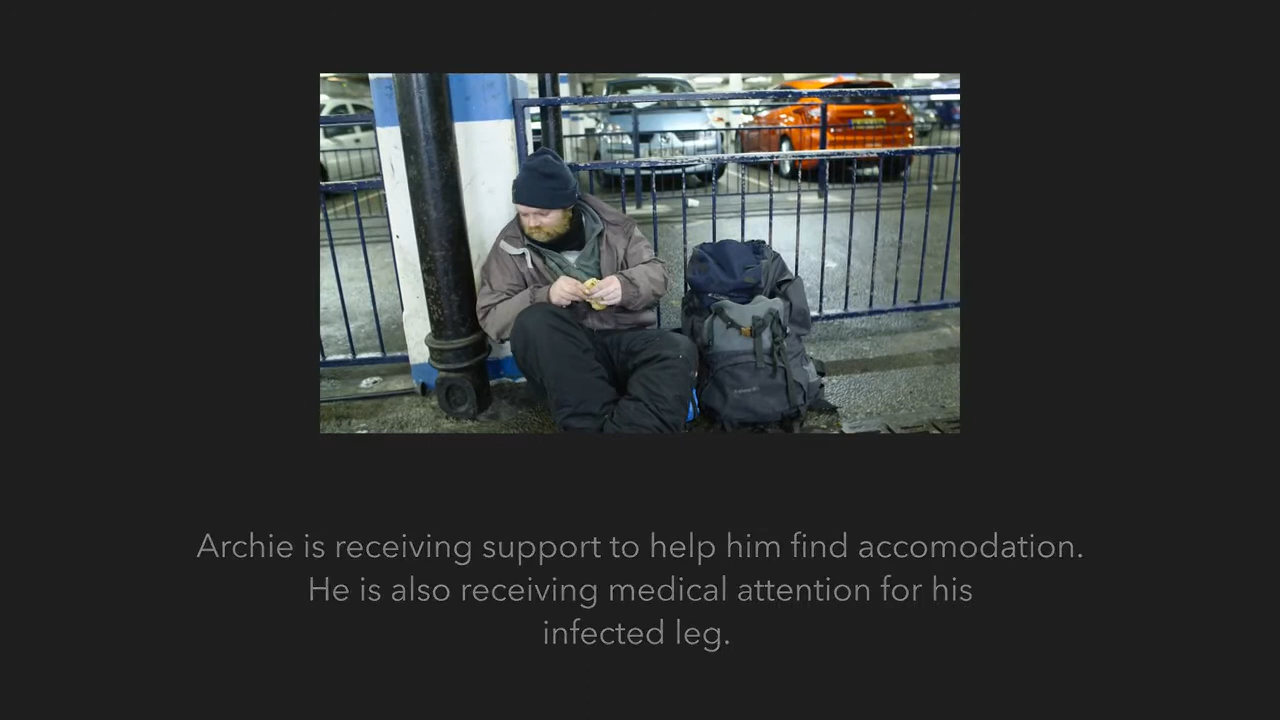 Archie is receiving support to help him find accomodation.
He is also receiving medical attention for his
infected leg.